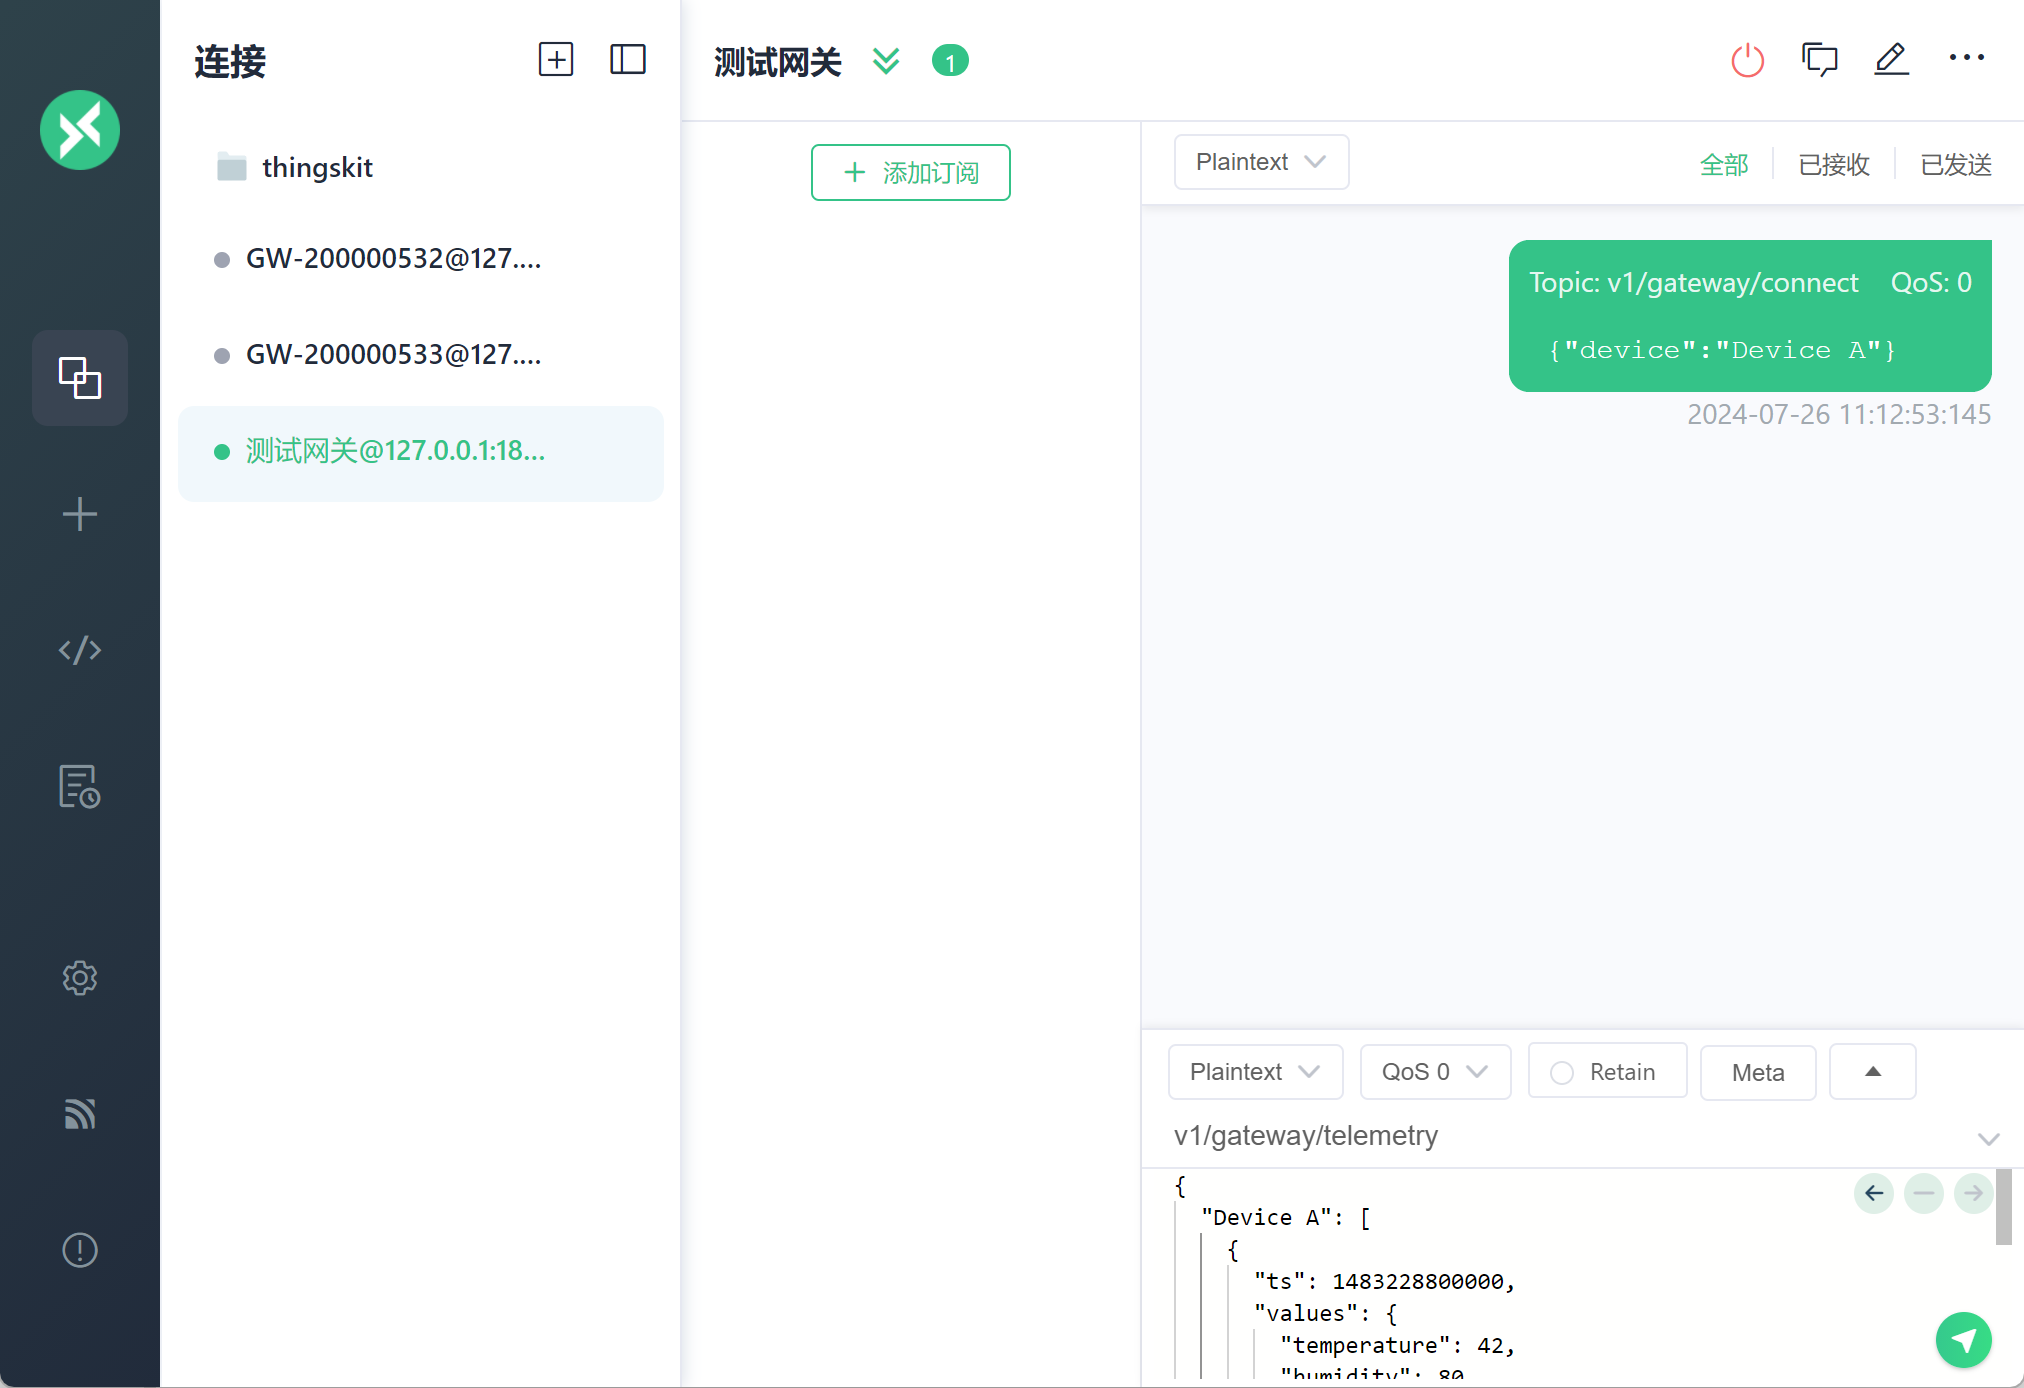 连接
thingskit
GW-200000532@127....
GW-200000533@127....
测试网关@127.0.0.1:18...
测试网关 1
添加订阅
Plaintext
全部 已接收 已发送
Topic: v1/gateway/connect QoS: 0
{"device":"Device A"}
2024-07-26 11:12:53:145
Plaintext QoS 0 Retain Meta
v1/gateway/telemetry
{
"Device A": [
{
"ts": 1483228800000,
"values": {
"temperature": 42,
"humidity": 80